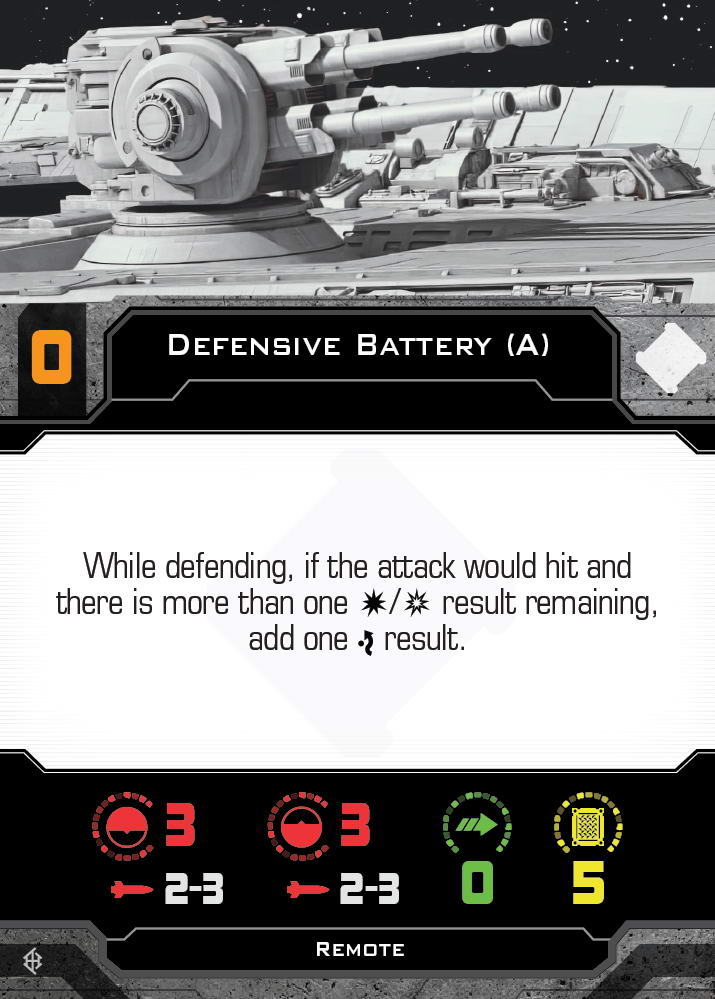 0
DEFENSIVE BATTERY (A)
While defending, if the attack would hit and
there is more than one / result remaining,
add one result.
3 3
2-3 2-3 0 5
REMOTE